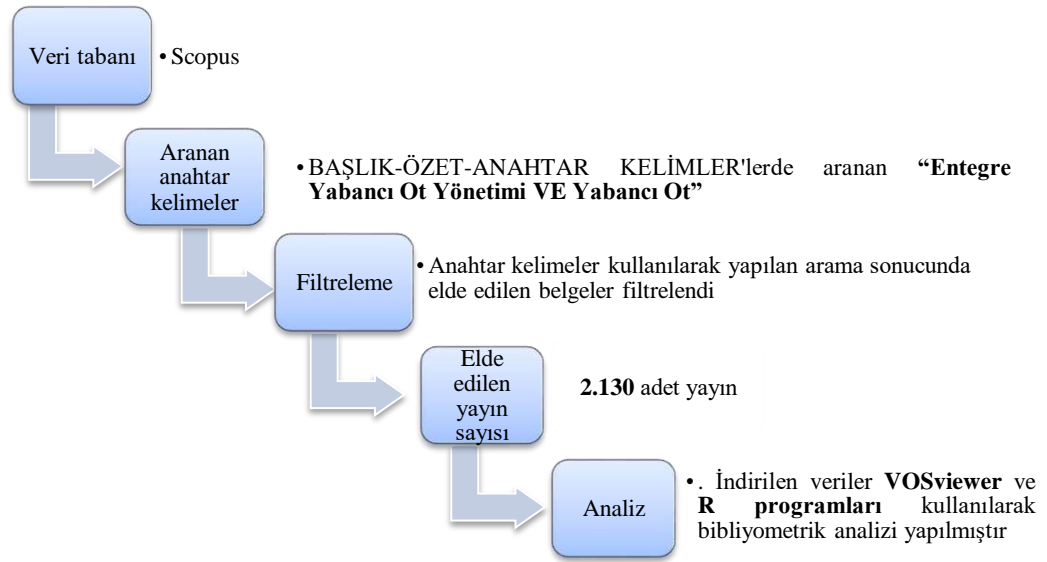 Veri tabanı
• Scopus
Aranan
anahtar
kelimeler
• BAŞLIK-ÖZET-ANAHTAR KELİMLER'lerde aranan “Entegre
Yabancı Ot Yönetimi VE Yabancı Ot”
Filtreleme
• Anahtar kelimeler kullanılarak yapılan arama sonucunda
elde edilen belgeler filtrelendi
Elde
edilen
yayın
sayısı
2.130 adet yayın
Analiz
• . İndirilen veriler VOSviewer ve
R programları kullanılarak
bibliyometrik analizi yapılmıştır